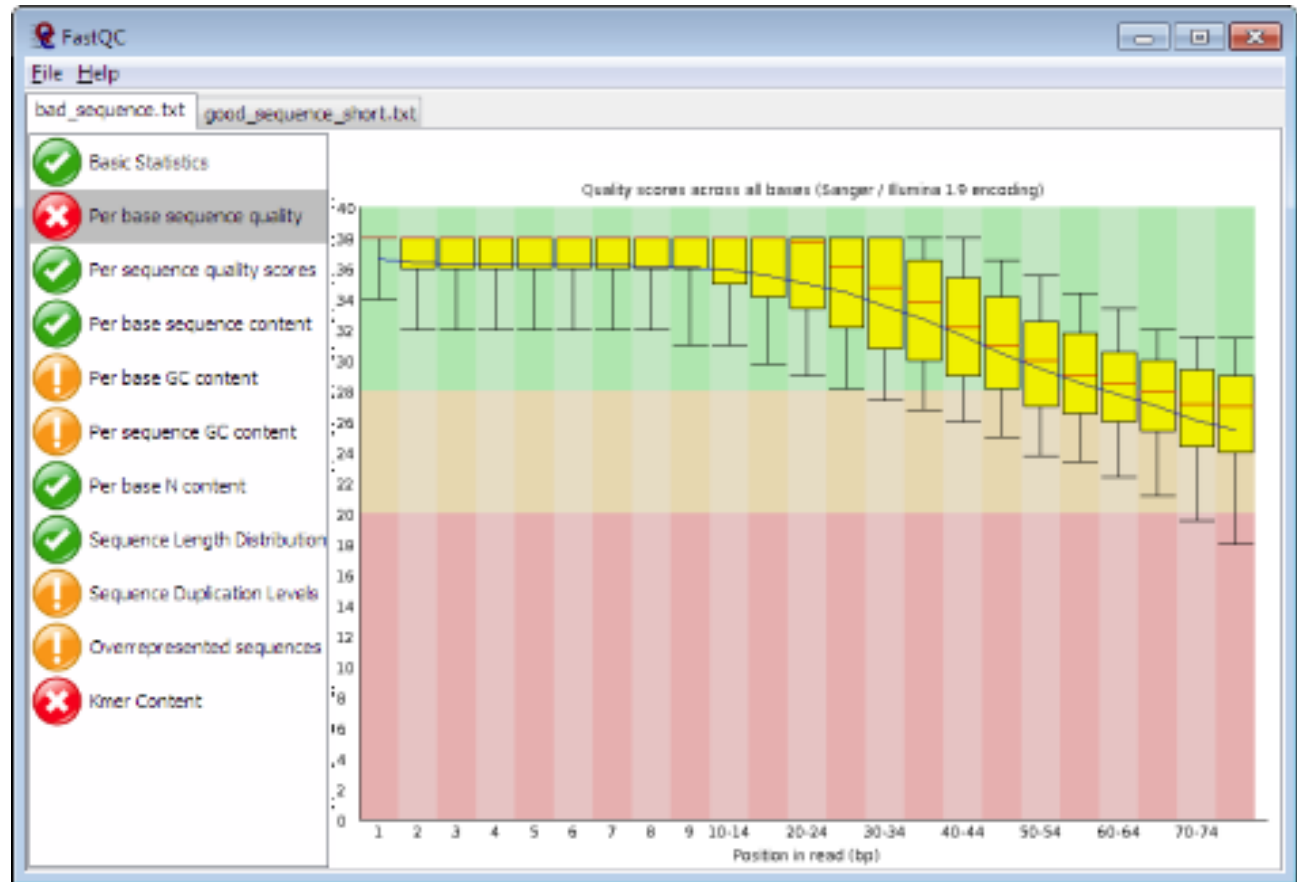 FastQC
File Help
bad_sequence.txt good_sequence_short.txt
Basic Statistics
Per base sequence quality
Per sequence quality scores
Per base sequence content
Per base GC content
Per sequence GC content
Per base N content
Sequence Length Distribution
Sequence Duplication Levels
Overrepresented sequences
Kmer Content
Quality scores across all bases (Sanger / Illumina 1.9 encoding)
40
38
36
34
32
30
28
26
24
22
20
18
16
14
12
10
8
6
4
2
0
1 2 3 4 5 6 7 8 9 10-14 20-24 30-34 40-44 50-54 60-64 70-74
Position in read (bp)